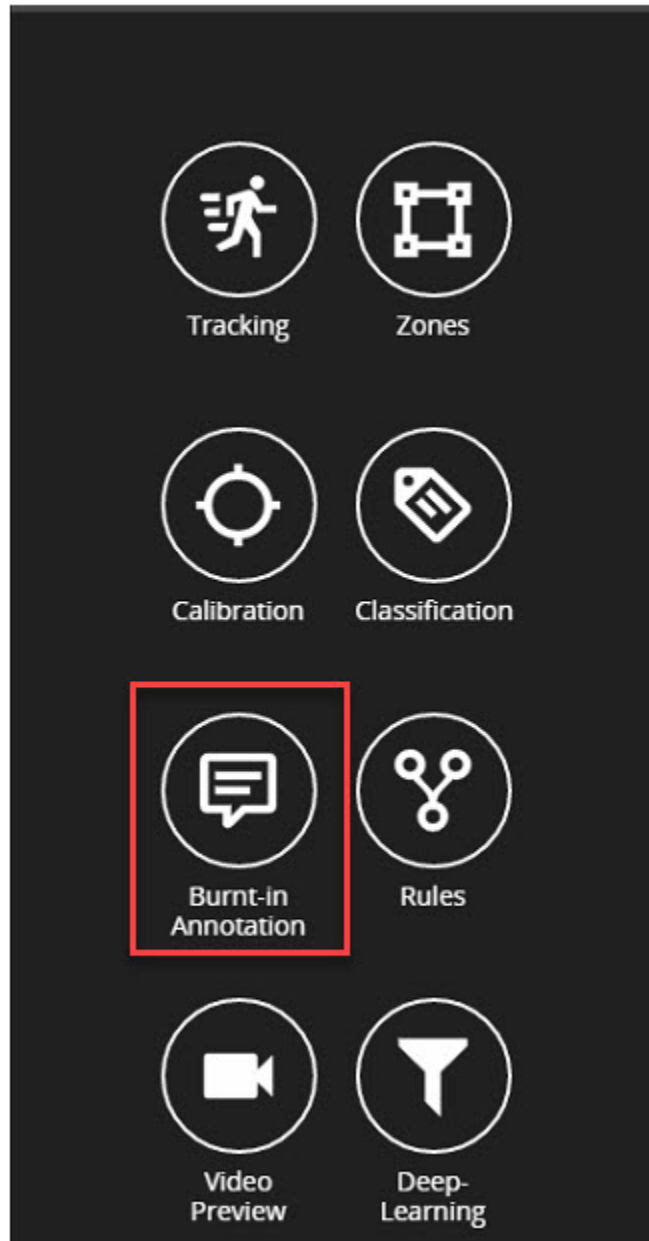 Tracking
Zones
Calibration
Classification
Burnt-in
Annotation
Rules
Video
Preview
Deep-
Learning